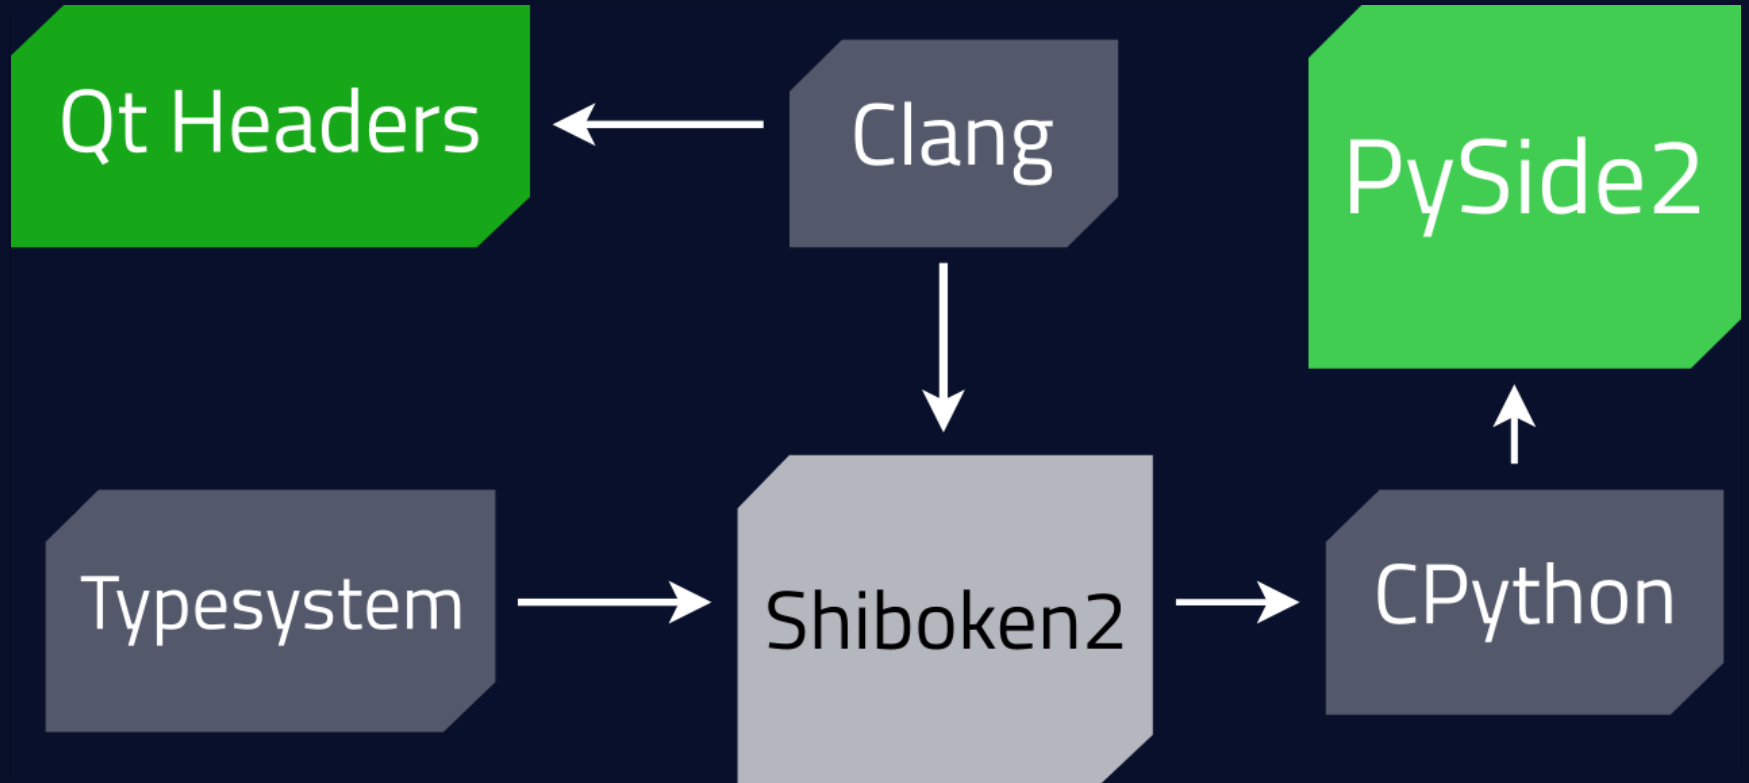 Qt Headers
Clang
PySide2
Typesystem
Shiboken2
CPython